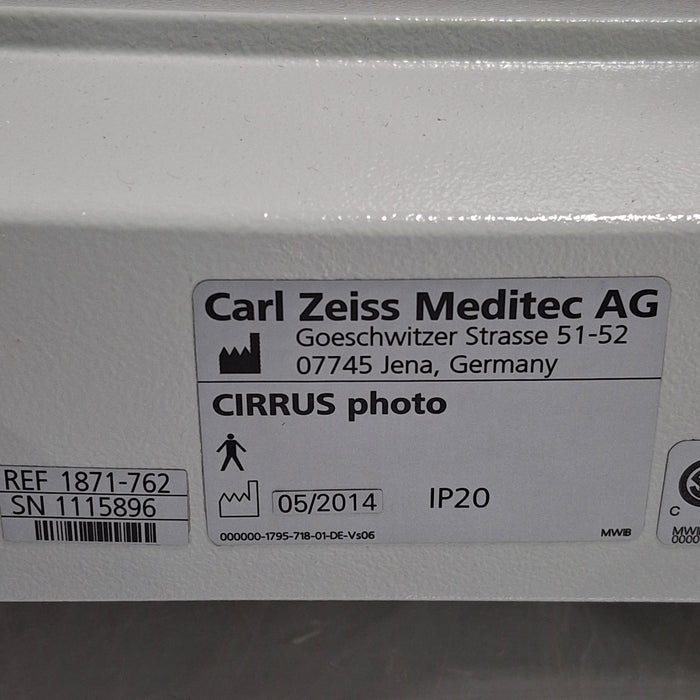 Carl Zeiss Meditec AG
Goeschwitzer Strasse 51-52
07745 Jena, Germany
CIRRUS photo
05/2014 IP20
000000-1795-718-01-DE-Vs06 MWIB
REF 1871-762
SN 1115896
C